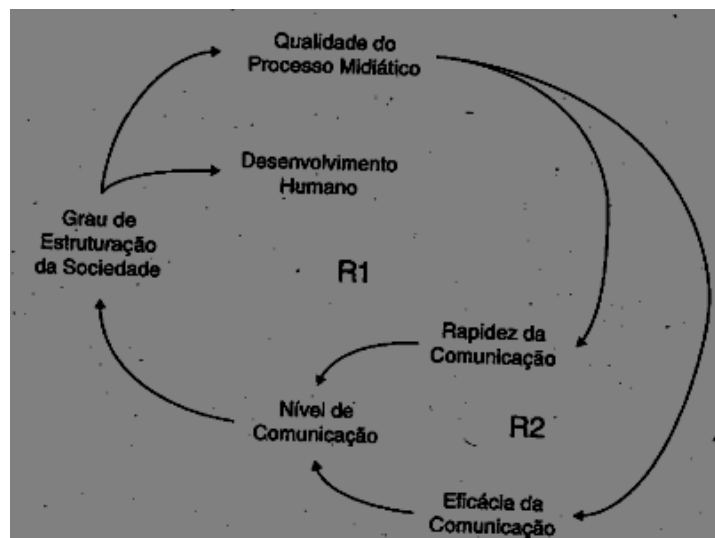 Qualidade do
Processo Midiático
Desenvolvimento
Humano
Grau de
Estruturação
da Sociedade
R1
Rapidez da
Comunicação
Nível de
Comunicação
R2
Eficácia da
Comunicação